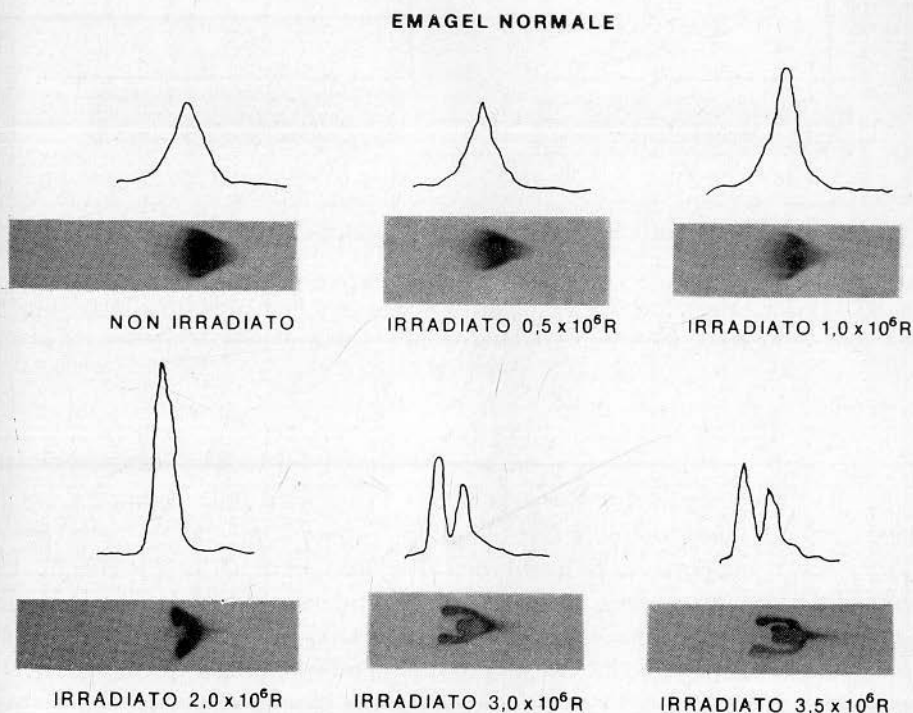 EMAGEL NORMALE
NON IRRADIATO
IRRADIATO 0,5 x 10⁶R
IRRADIATO 1,0 x 10⁶R
IRRADIATO 2,0 x 10⁶R
IRRADIATO 3,0 x 10⁶R
IRRADIATO 3,5 x 10⁶R